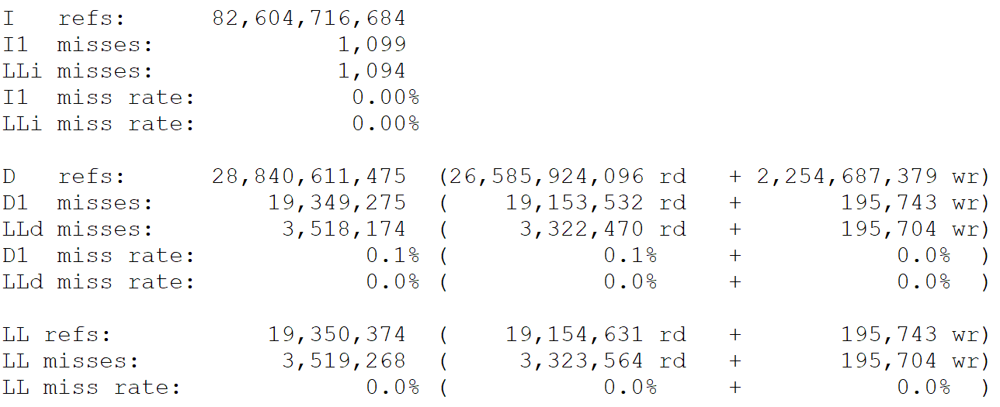 I   refs:      82,604,716,684
I1  misses:             1,099
LLi misses:             1,094
I1  miss rate:           0.00%
LLi miss rate:           0.00%

D   refs:      28,840,611,475  (26,585,924,096 rd   + 2,254,687,379 wr)
D1  misses:        19,349,275  (    19,153,532 rd   +       195,743 wr)
LLd misses:         3,518,174  (     3,322,470 rd   +       195,704 wr)
D1  miss rate:            0.1% (           0.1%     +           0.0%  )
LLd miss rate:            0.0% (           0.0%     +           0.0%  )

LL refs:           19,350,374  (    19,154,631 rd   +       195,743 wr)
LL misses:          3,519,268  (     3,323,564 rd   +       195,704 wr)
LL miss rate:             0.0% (           0.0%     +           0.0%  )